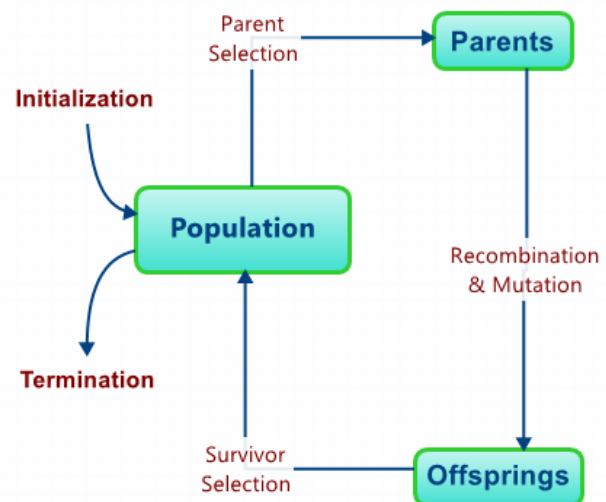 Parent
Selection
Parents
Initialization
Population
Recombination
& Mutation
Termination
Survivor
Selection
Offsprings